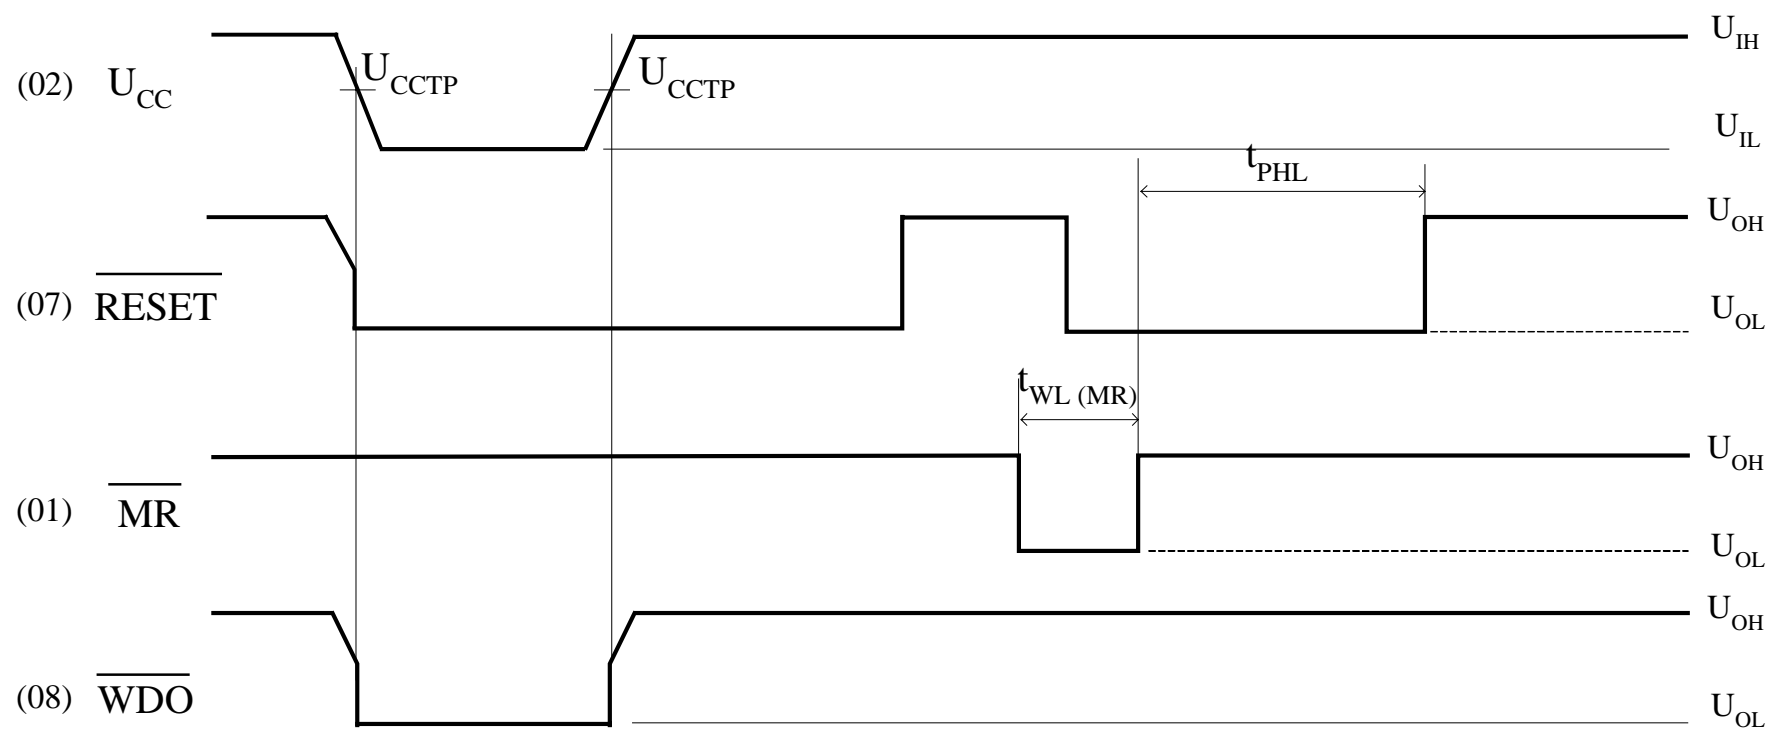 U_IH
(02) U_CC U_CCTP U_CCTP
U_IL
t_PHL
U_OH
(07) RESET
U_OL
t_WL (MR)
U_OH
(01) MR
U_OL
U_OH
(08) WDO
U_OL